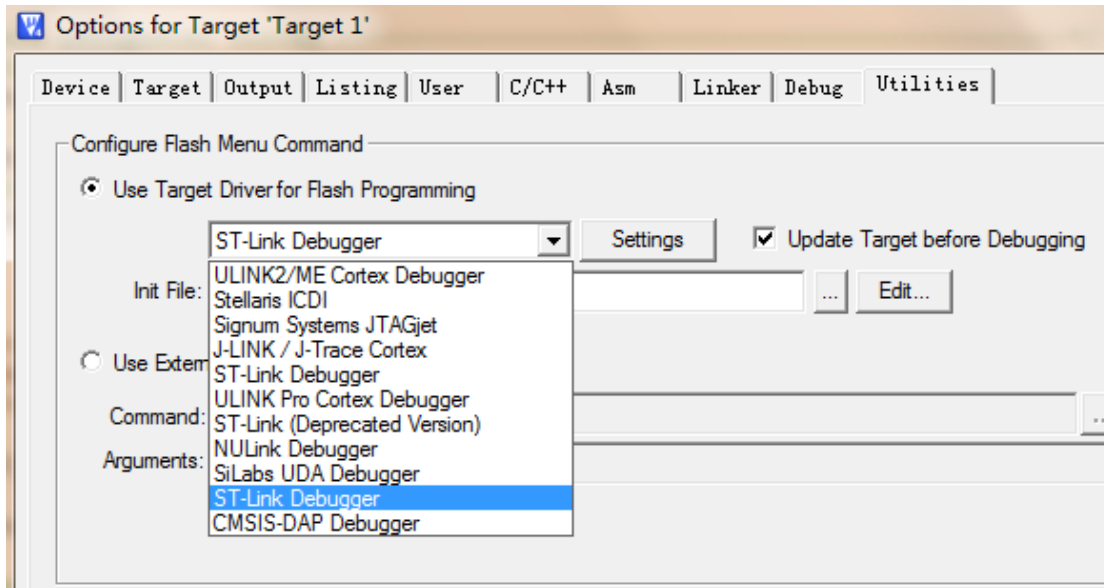 Options for Target 'Target 1'
Device Target Output Listing User C/C++ Asm Linker Debug Utilities
Configure Flash Menu Command
Use Target Driver for Flash Programming
ST-Link Debugger Settings Update Target before Debugging
ULINK2/ME Cortex Debugger
Init File: ... Edit...
Stellaris ICDI
Signum Systems JTAGjet
J-LINK / J-Trace Cortex
Use Extern
ST-Link Debugger
ULINK Pro Cortex Debugger
Command:
ST-Link (Deprecated Version)
NULink Debugger
Arguments:
SiLabs UDA Debugger
ST-Link Debugger
CMSIS-DAP Debugger